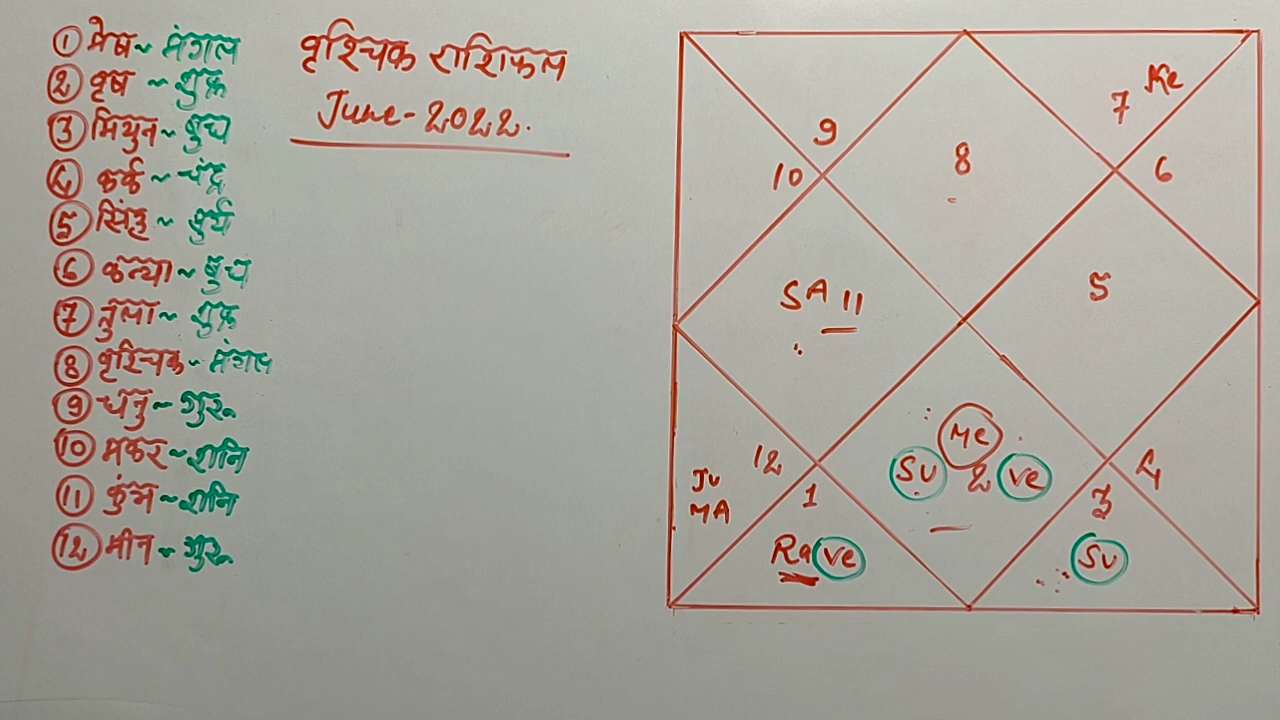 ① मेष ~ मंगल
② वृष ~ शुक्र
③ मिथुन ~ बुध
④ कर्क ~ चंद्र
⑤ सिंह ~ सुर्य
⑥ कन्या ~ बुध
⑦ तुला ~ शुक्र
⑧ वृश्चिक ~ मंगल
⑨ धनु ~ गुरू
⑩ मकर ~ शनि
⑪ कुंभ ~ शनि
⑫ मीन ~ गुरू
वृश्चिक राशिफल
June - 2022.
Ke
7
9
8
10
6
SA 11
5
Me
12
Su 2 Ve
4
Ju
MA
1
3
Ra Ve
Su